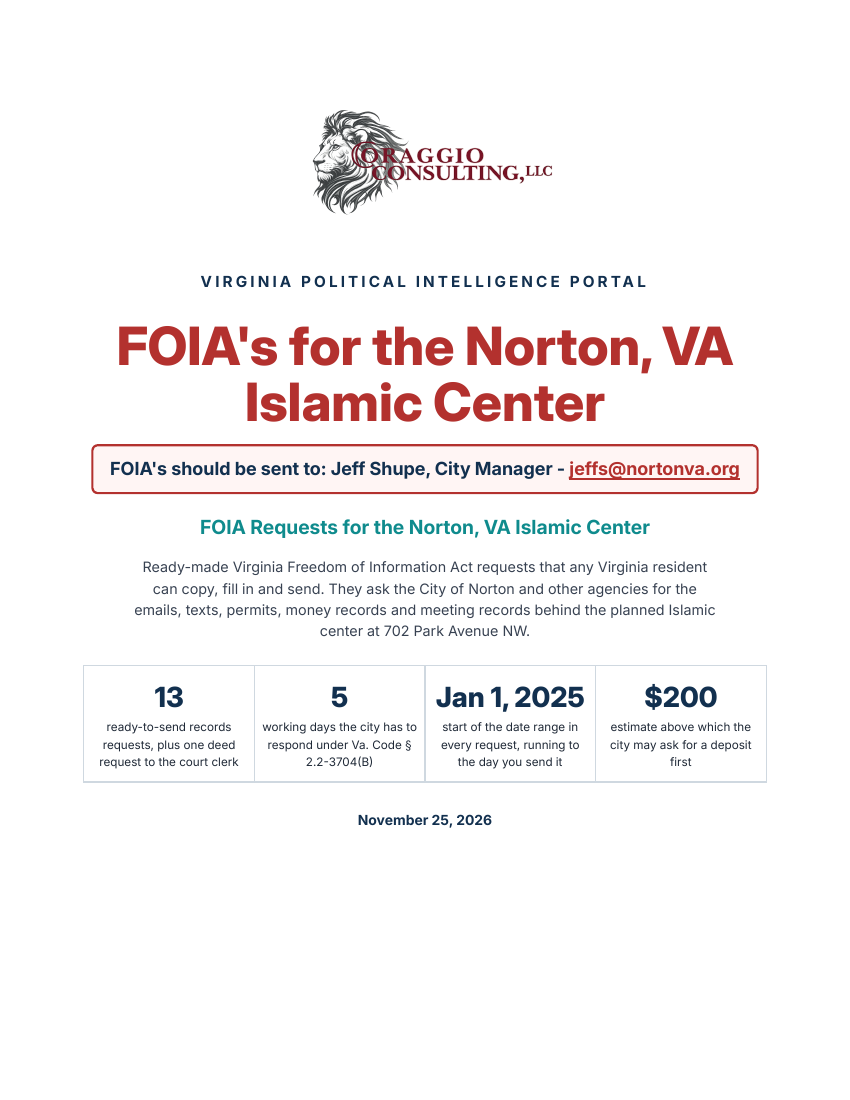 CORAGGIO
CONSULTING, LLC
VIRGINIA POLITICAL INTELLIGENCE PORTAL
FOIA's for the Norton, VA
Islamic Center
FOIA's should be sent to: Jeff Shupe, City Manager - jeffs@nortonva.org
FOIA Requests for the Norton, VA Islamic Center
Ready-made Virginia Freedom of Information Act requests that any Virginia resident
can copy, fill in and send. They ask the City of Norton and other agencies for the
emails, texts, permits, money records and meeting records behind the planned Islamic
center at 702 Park Avenue NW.
13
ready-to-send records
requests, plus one deed
request to the court clerk
5
working days the city has to
respond under Va. Code §
2.2-3704(B)
Jan 1, 2025
start of the date range in
every request, running to
the day you send it
$200
estimate above which the
city may ask for a deposit
first
November 25, 2026